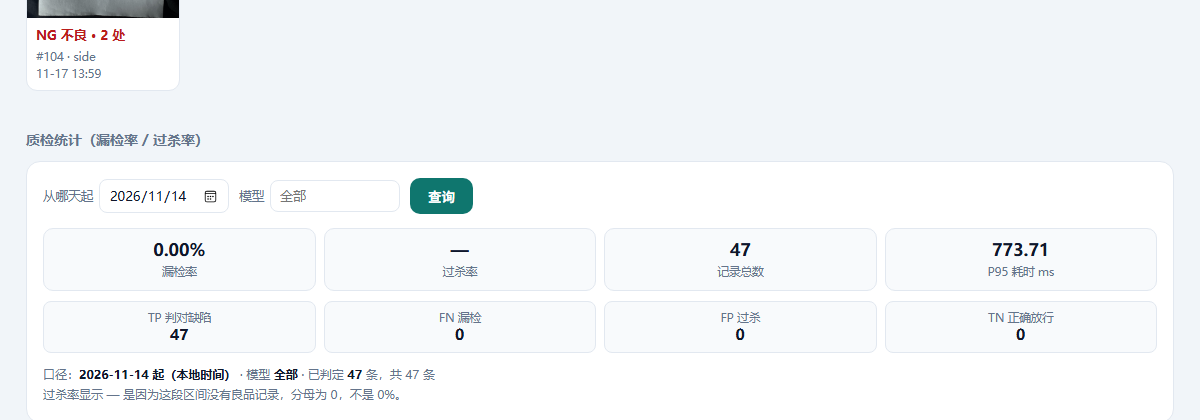 NG 不良 • 2 处
#104 · side
11-17 13:59
质检统计（漏检率 / 过杀率）
从哪天起 2026/11/14 模型 全部 查询
0.00% — 47 773.71
漏检率 过杀率 记录总数 P95 耗时 ms
TP 判对缺陷 FN 漏检 FP 过杀 TN 正确放行
47 0 0 0
口径：2026-11-14 起（本地时间） · 模型 全部 · 已判定 47 条，共 47 条
过杀率显示 — 是因为这段区间没有良品记录，分母为 0，不是 0%。